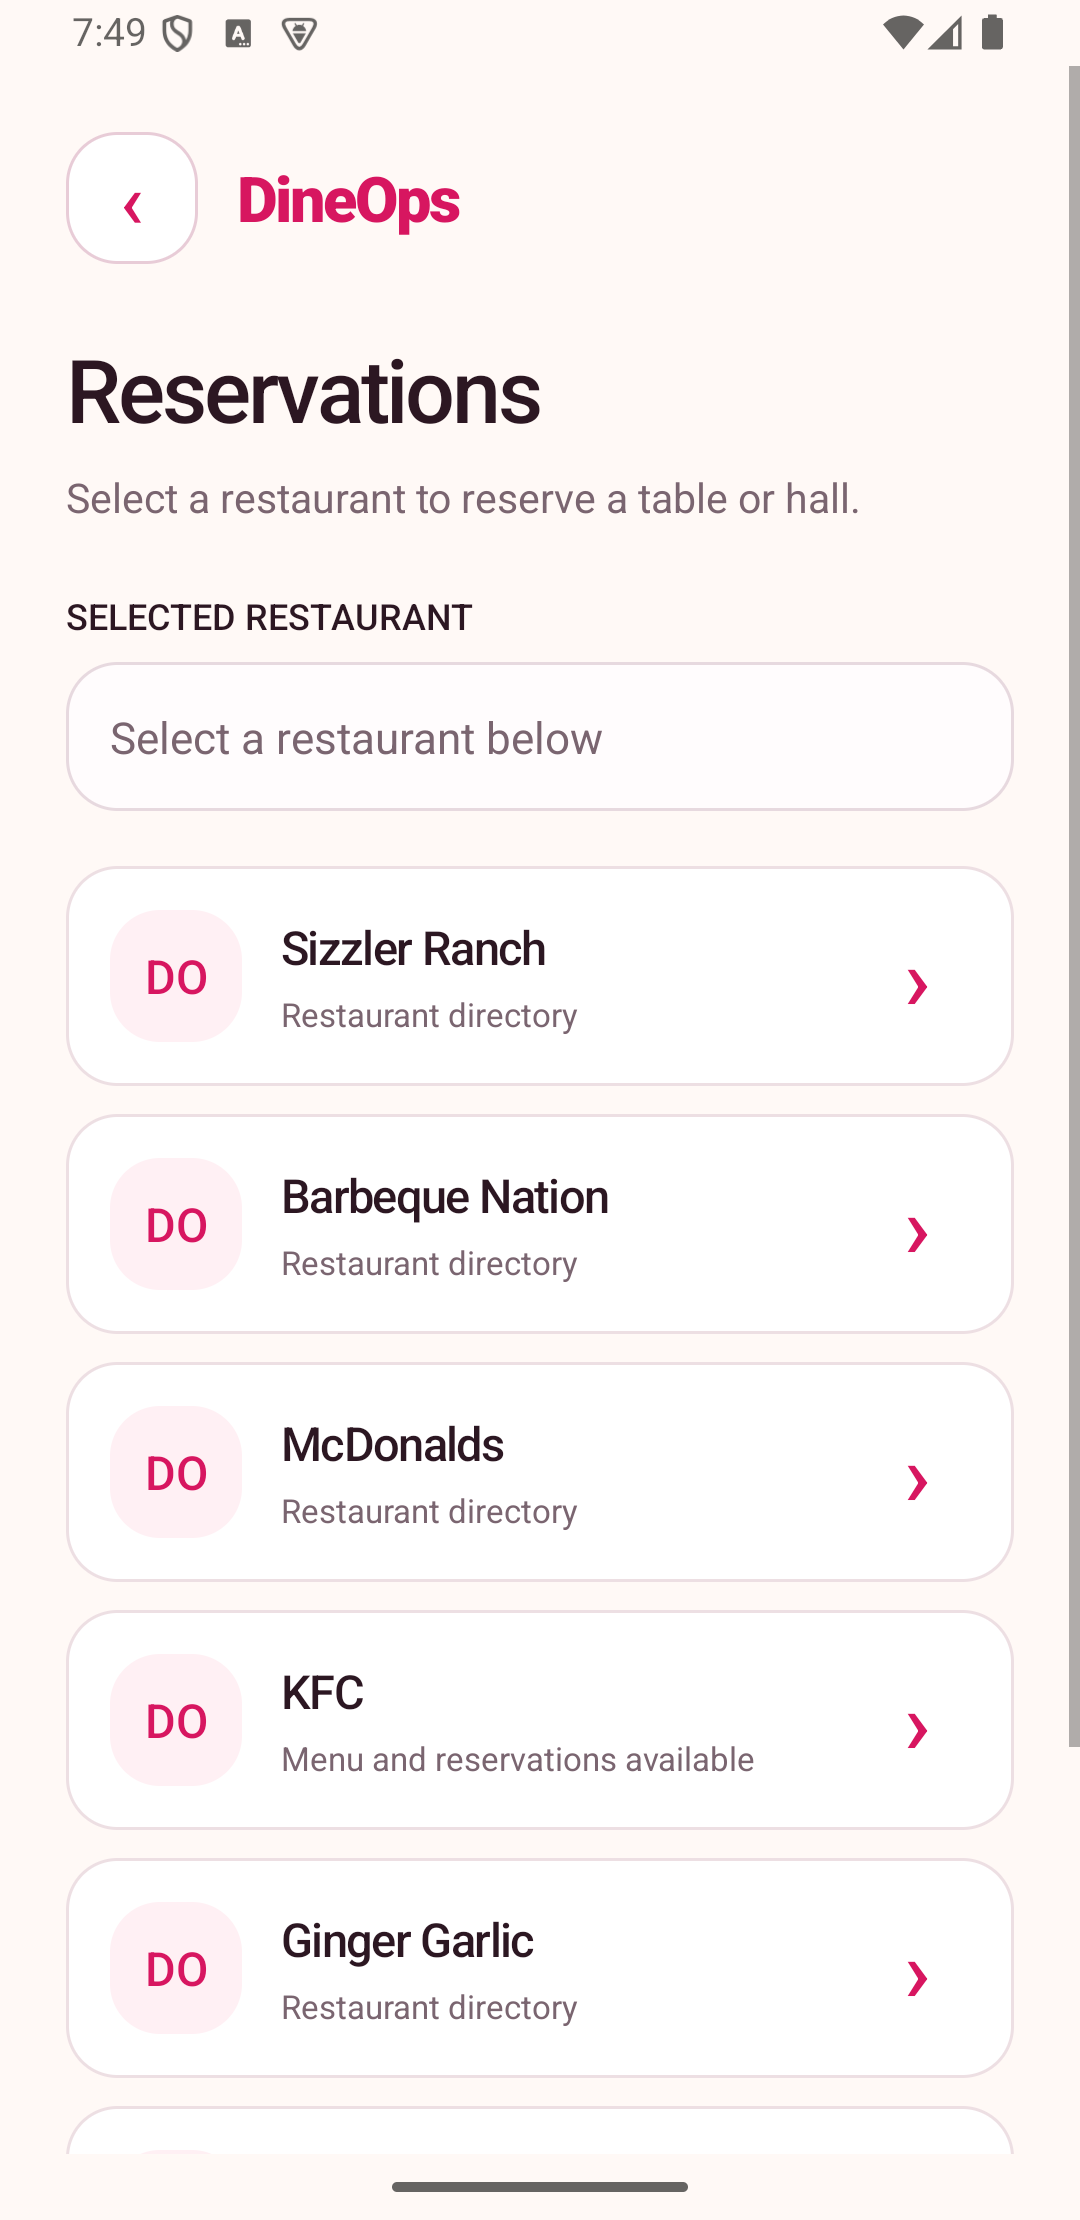 7:49
‹
DineOps
Reservations
Select a restaurant to reserve a table or hall.
SELECTED RESTAURANT
Select a restaurant below
DO
Sizzler Ranch
Restaurant directory
›
DO
Barbeque Nation
Restaurant directory
›
DO
McDonalds
Restaurant directory
›
DO
KFC
Menu and reservations available
›
DO
Ginger Garlic
Restaurant directory
›